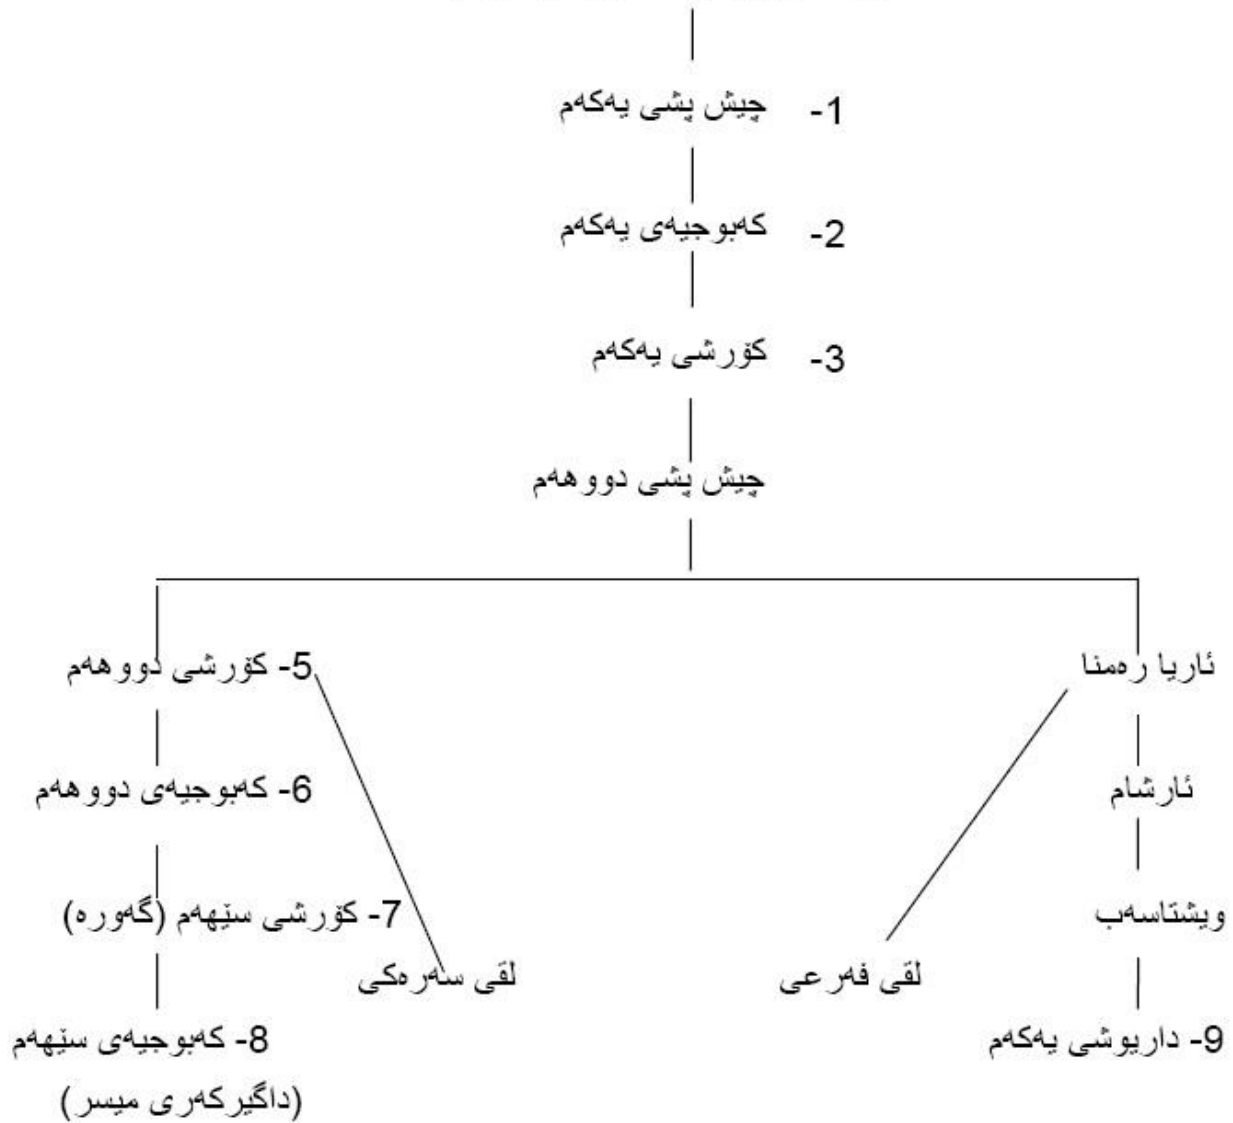 1- چیش پشی یەکەم
2- کەبوجیەی یەکەم
3- کۆرشی یەکەم
چیش پشی دووهەم
ئاریا رەمنا
5- کۆرشی دووهەم
ئارشام
6- کەبوجیەی دووهەم
ویشتاسەب
7- کۆرشی سێهەم (گەورە)
لقی فەرعی
لقی سەرەکی
9- داریوشی یەکەم
8- کەبوجیەی سێهەم
(داگیرکەری میسر)